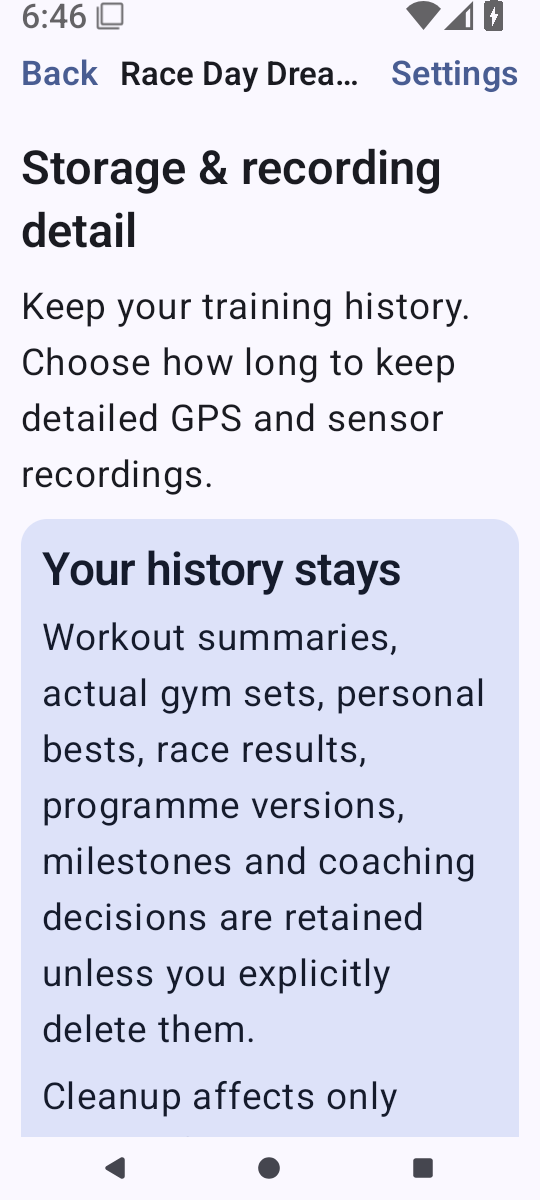 6:46
Back Race Day Drea... Settings
Storage & recording
detail
Keep your training history.
Choose how long to keep
detailed GPS and sensor
recordings.
Your history stays
Workout summaries,
actual gym sets, personal
bests, race results,
programme versions,
milestones and coaching
decisions are retained
unless you explicitly
delete them.
Cleanup affects only